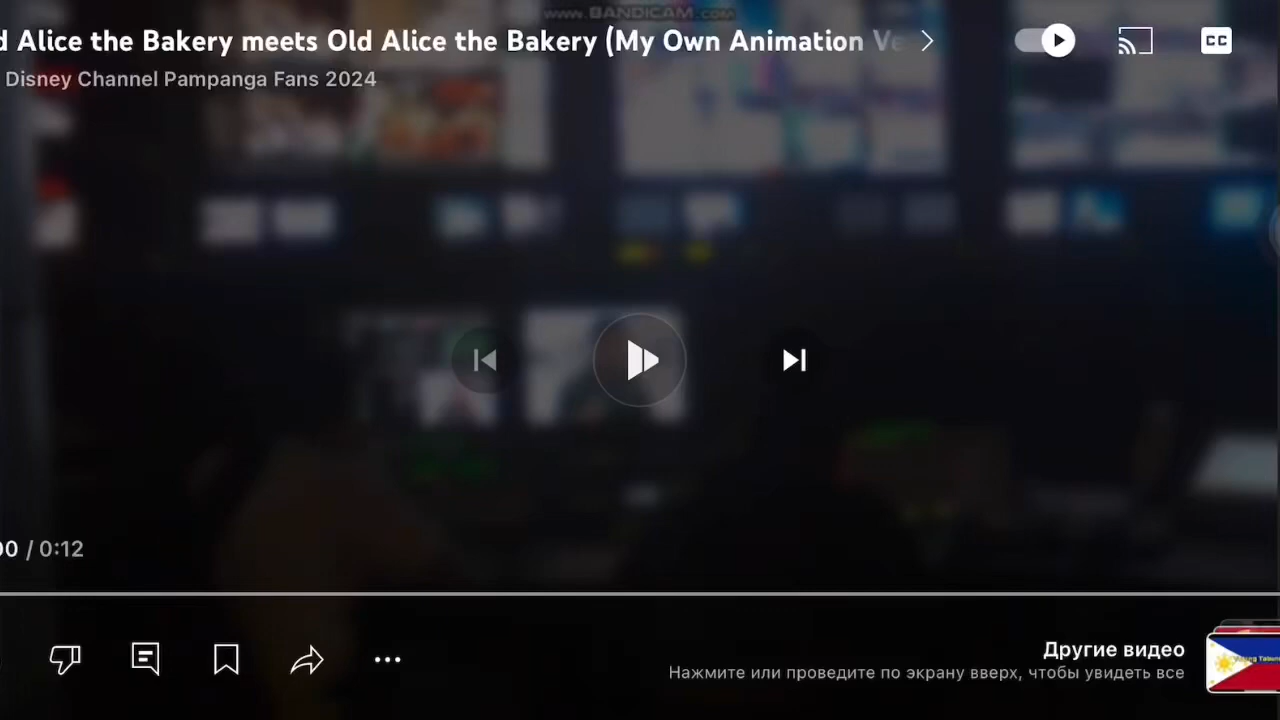 www.BANDICAM.com
d Alice the Bakery meets Old Alice the Bakery (My Own Animation Ve
Disney Channel Pampanga Fans 2024
CC
00 / 0:12
Другие видео
Нажмите или проведите по экрану вверх, чтобы увидеть все